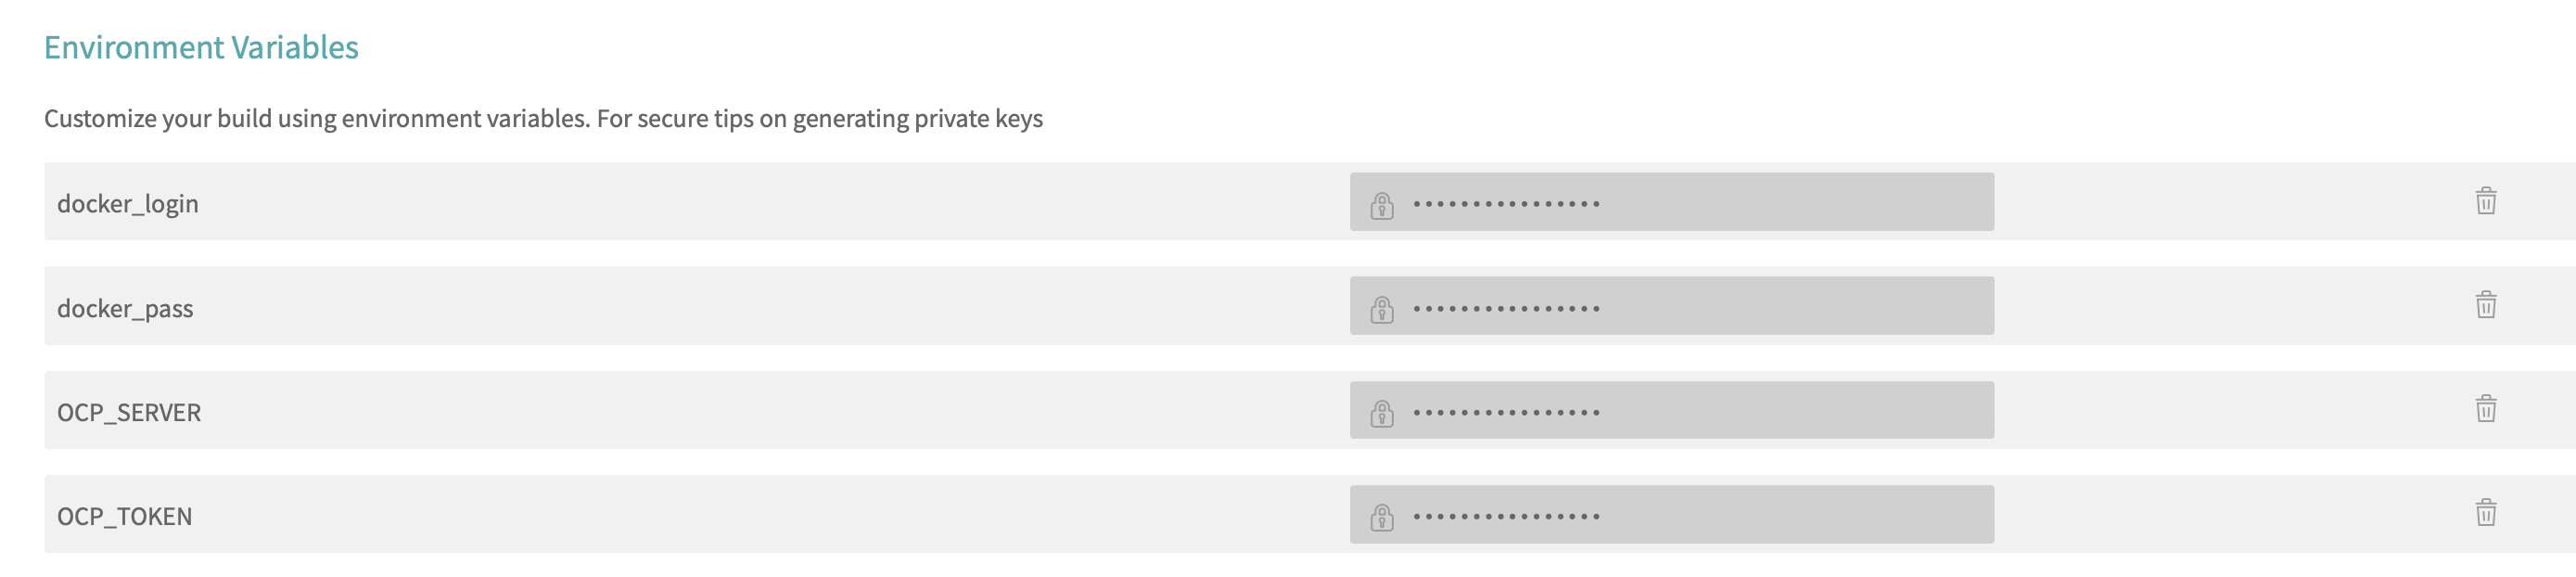 Environment Variables
Customize your build using environment variables. For secure tips on generating private keys
docker_login ••••••••••••••••
docker_pass ••••••••••••••••
OCP_SERVER ••••••••••••••••
OCP_TOKEN ••••••••••••••••